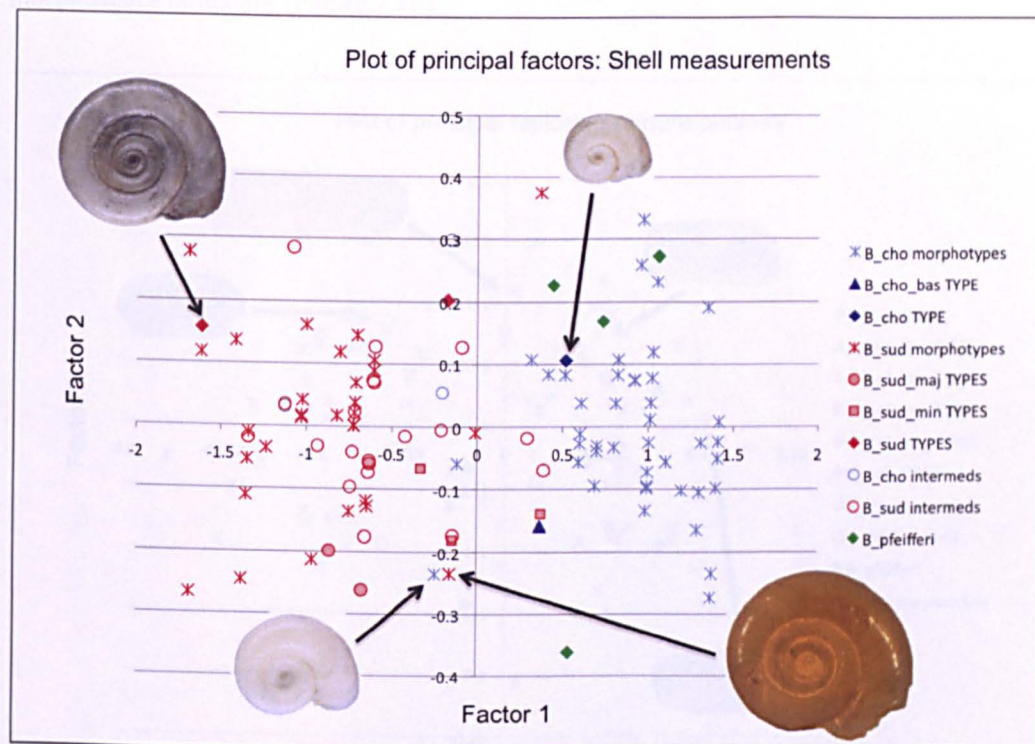 Plot of principal factors: Shell measurements
0.5
0.4
0.3
0.2
0.1
0
-2
-1.5
-1
-0.5
0
0.5
1
1.5
2
-0.1
-0.2
-0.3
-0.4
Factor 2
Factor 1
B_cho morphotypes
B_cho_bas TYPE
B_cho TYPE
B_sud morphotypes
B_sud_maj TYPES
B_sud_min TYPES
B_sud TYPES
B_cho intermeds
B_sud intermeds
B_pfeifferi